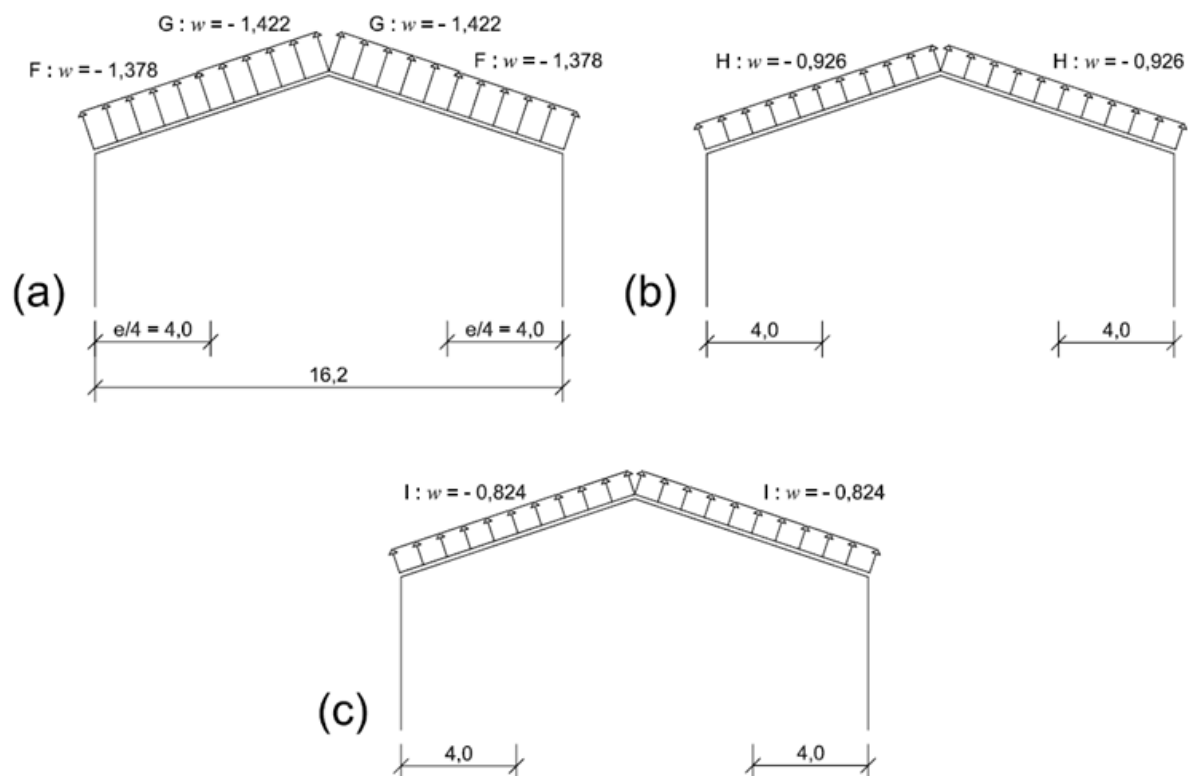 G : w = - 1,422 G : w = - 1,422
F : w = - 1,378 F : w = - 1,378
(a)
e/4 = 4,0 e/4 = 4,0
16,2
H : w = - 0,926 H : w = - 0,926
(b)
4,0 4,0
I : w = - 0,824 I : w = - 0,824
(c)
4,0 4,0